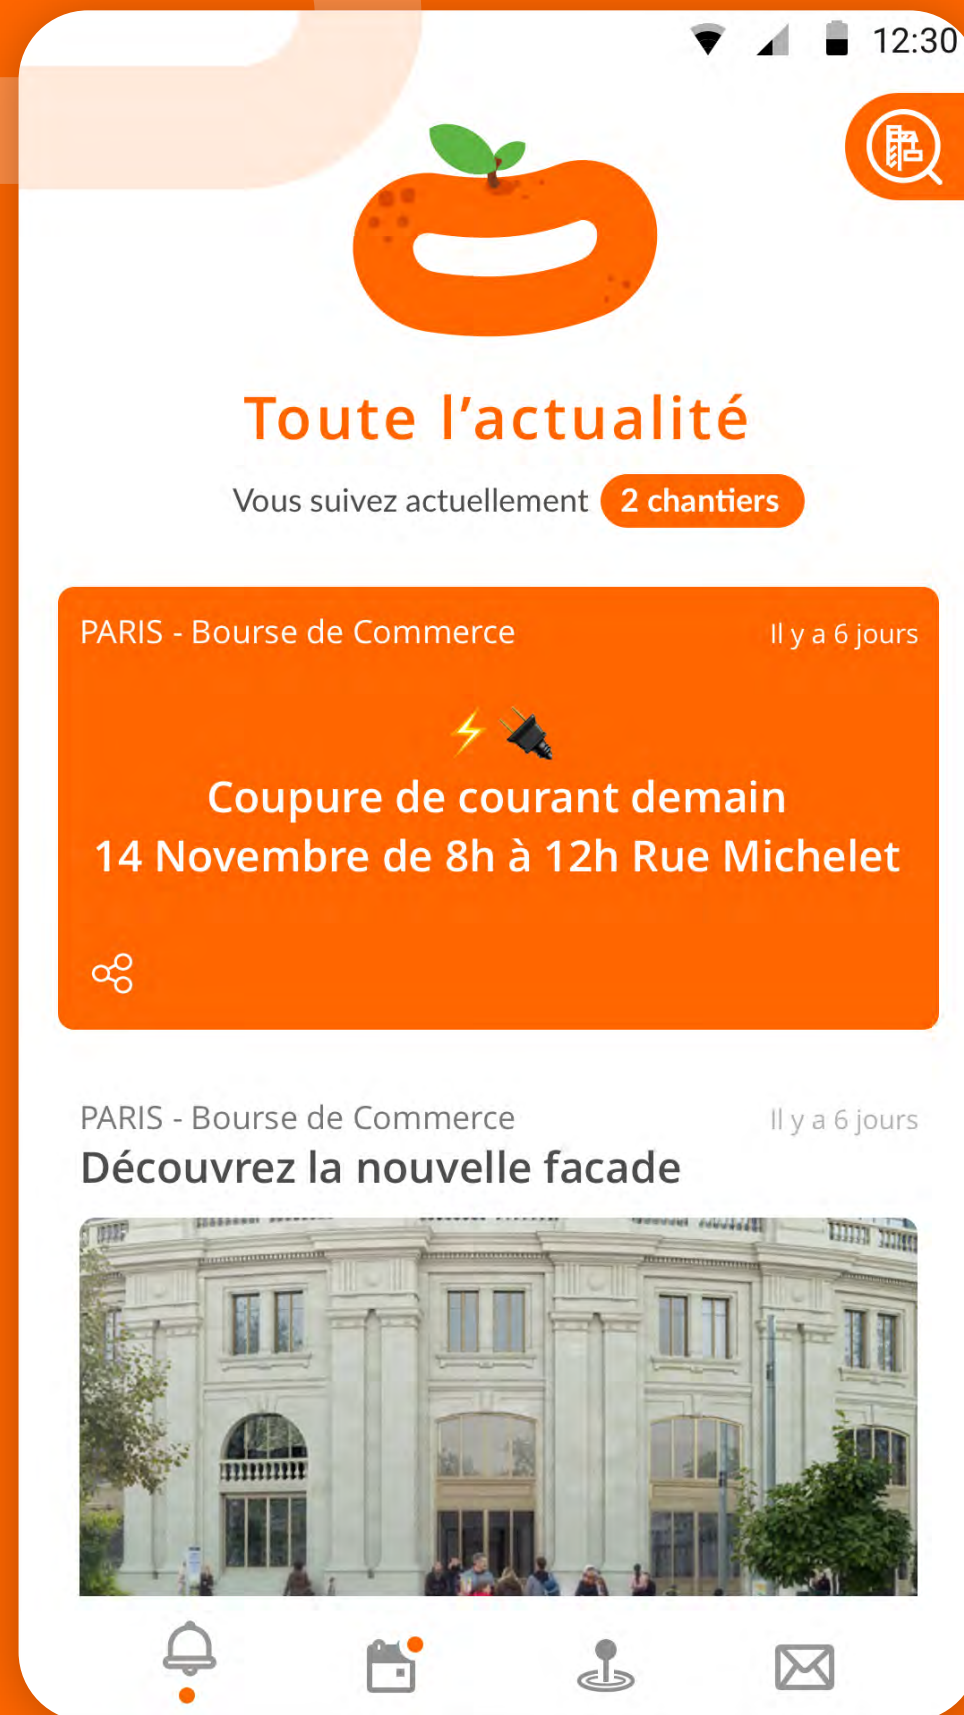 12:30
Toute l’actualité
Vous suivez actuellement 2 chantiers
PARIS - Bourse de Commerce Il y a 6 jours
Coupure de courant demain
14 Novembre de 8h à 12h Rue Michelet
PARIS - Bourse de Commerce Il y a 6 jours
Découvrez la nouvelle facade